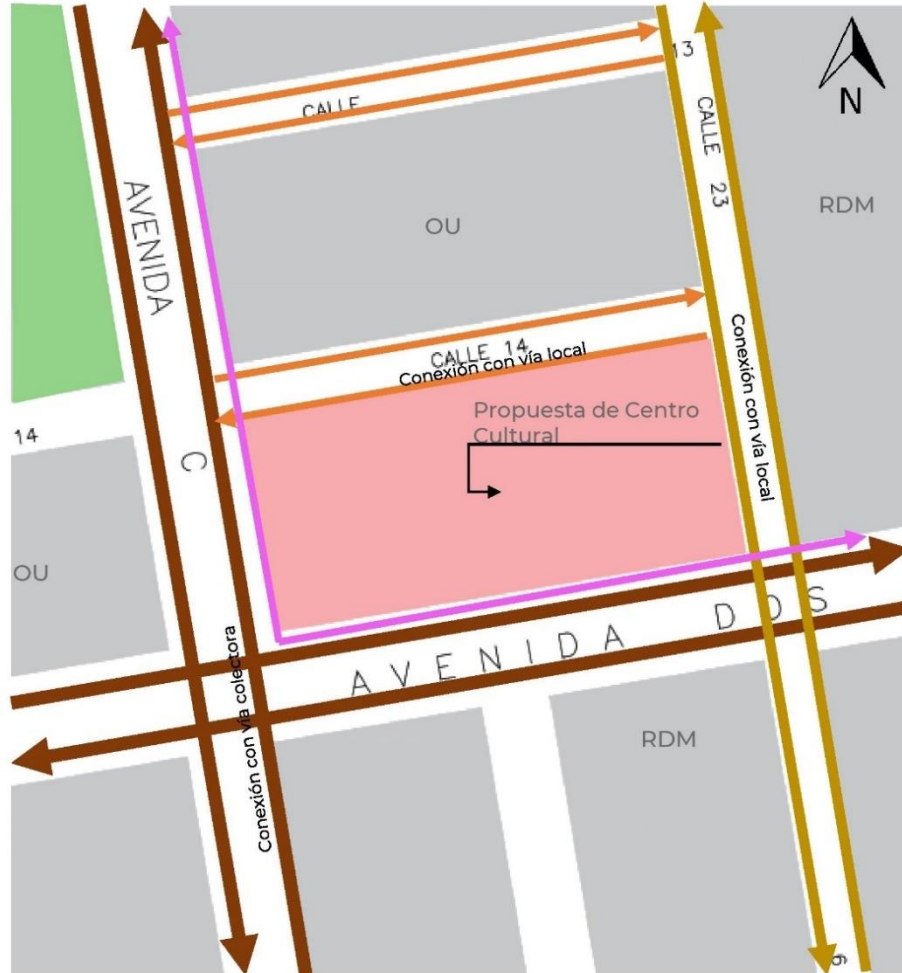 13
CALLE
N
CALLE 23
AVENIDA C
RDM
OU
CALLE 14
Conexión con vía local
Conexión con vía local
Propuesta de Centro
Cultural
14
OU
AVENIDA DOS
Conexión con vía colectora
RDM